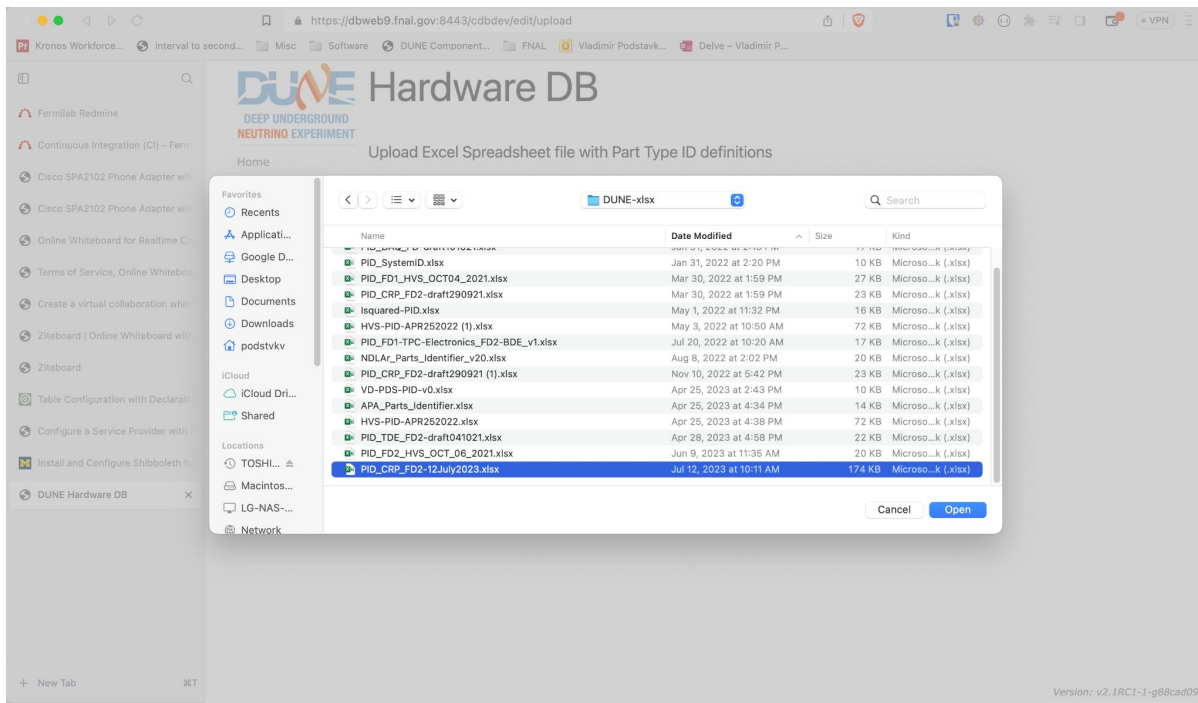 https://dbweb9.fnal.gov:8443/cdbdev/edit/upload
VPN
Kronos Workforce... interval to second... Misc Software DUNE Component... FNAL Vladimir Podstavk... Delve – Vladimir P...
DUNE Hardware DB
DEEP UNDERGROUND
NEUTRINO EXPERIMENT
Home
Upload Excel Spreadsheet file with Part Type ID definitions
Fermilab Redmine
Continuous Integration (CI) - Ferm
Cisco SPA2102 Phone Adapter wit
Cisco SPA2102 Phone Adapter wit
Online Whiteboard for Realtime Co
Terms of Service, Online Whiteboa
Create a virtual collaboration whit
Ziteboard | Online Whiteboard wit
Ziteboard
Table Configuration with Declarati
Configure a Service Provider with
Install and Configure Shibboleth f
DUNE Hardware DB
Favorites
Recents
Applicati...
Google D...
Desktop
Documents
Downloads
podstvkv
iCloud
iCloud Dri...
Shared
Locations
TOSHI...
Macintos...
LG-NAS-...
Network
DUNE-xlsx
Search
Name Date Modified Size Kind
PID_SystemID.xlsx Jan 31, 2022 at 2:20 PM 10 KB Microso...k (.xlsx)
PID_FD1_HVS_OCT04_2021.xlsx Mar 30, 2022 at 1:59 PM 27 KB Microso...k (.xlsx)
PID_CRP_FD2-draft290921.xlsx Mar 30, 2022 at 1:59 PM 23 KB Microso...k (.xlsx)
Isquared-PID.xlsx May 1, 2022 at 11:32 PM 16 KB Microso...k (.xlsx)
HVS-PID-APR252022 (1).xlsx May 3, 2022 at 10:50 AM 72 KB Microso...k (.xlsx)
PID_FD1-TPC-Electronics_FD2-BDE_v1.xlsx Jul 20, 2022 at 10:20 AM 17 KB Microso...k (.xlsx)
NDLAr_Parts_Identifier_v20.xlsx Aug 8, 2022 at 2:02 PM 20 KB Microso...k (.xlsx)
PID_CRP_FD2-draft290921 (1).xlsx Nov 10, 2022 at 5:42 PM 23 KB Microso...k (.xlsx)
VD-PDS-PID-v0.xlsx Apr 25, 2023 at 2:43 PM 10 KB Microso...k (.xlsx)
APA_Parts_Identifier.xlsx Apr 25, 2023 at 4:34 PM 14 KB Microso...k (.xlsx)
HVS-PID-APR252022.xlsx Apr 25, 2023 at 4:38 PM 72 KB Microso...k (.xlsx)
PID_TDE_FD2-draft041021.xlsx Apr 28, 2023 at 4:58 PM 22 KB Microso...k (.xlsx)
PID_FD2_HVS_OCT_06_2021.xlsx Jun 9, 2023 at 11:35 AM 20 KB Microso...k (.xlsx)
PID_CRP_FD2-12July2023.xlsx Jul 12, 2023 at 10:11 AM 174 KB Microso...k (.xlsx)
Cancel Open
+ New Tab ⌘T
Version: v2.1RC1-1-g88cad09